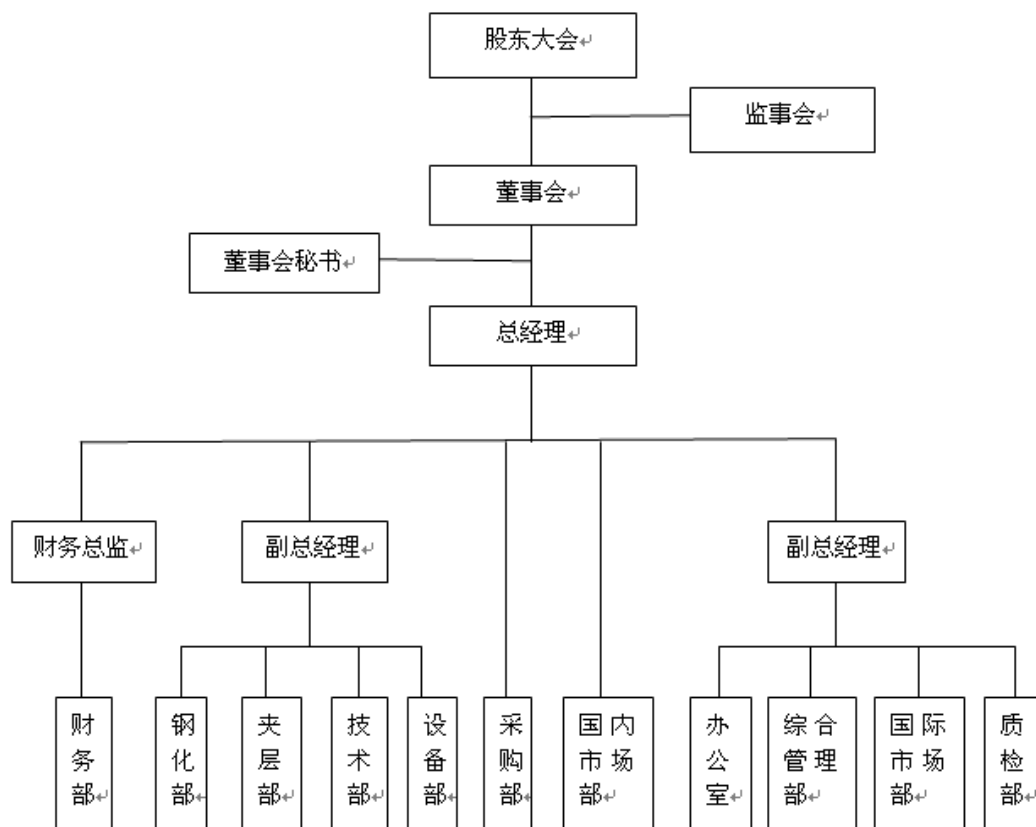 股东大会
监事会
董事会
董事会秘书
总经理
财务总监
副总经理
副总经理
财
务
部
钢
化
部
夹
层
部
技
术
部
设
备
部
采
购
部
国内
市场
部
办
公
室
综合
管理
部
国际
市场
部
质
检
部